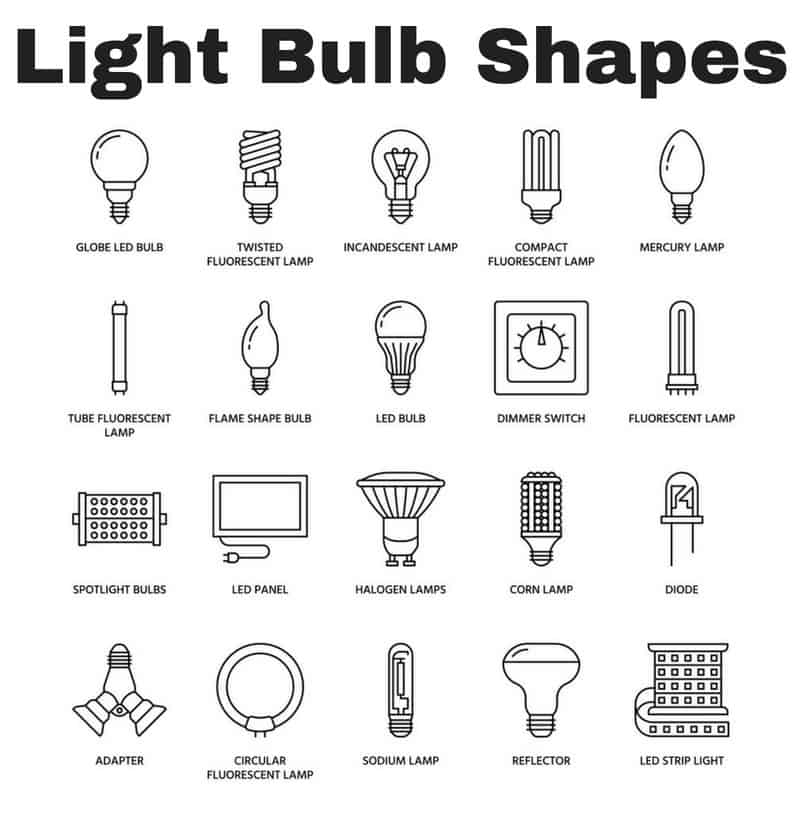 Light Bulb Shapes
GLOBE LED BULB
TWISTED
FLUORESCENT LAMP
INCANDESCENT LAMP
COMPACT
FLUORESCENT LAMP
MERCURY LAMP
TUBE FLUORESCENT
LAMP
FLAME SHAPE BULB
LED BULB
DIMMER SWITCH
FLUORESCENT LAMP
SPOTLIGHT BULBS
LED PANEL
HALOGEN LAMPS
CORN LAMP
DIODE
ADAPTER
CIRCULAR
FLUORESCENT LAMP
SODIUM LAMP
REFLECTOR
LED STRIP LIGHT